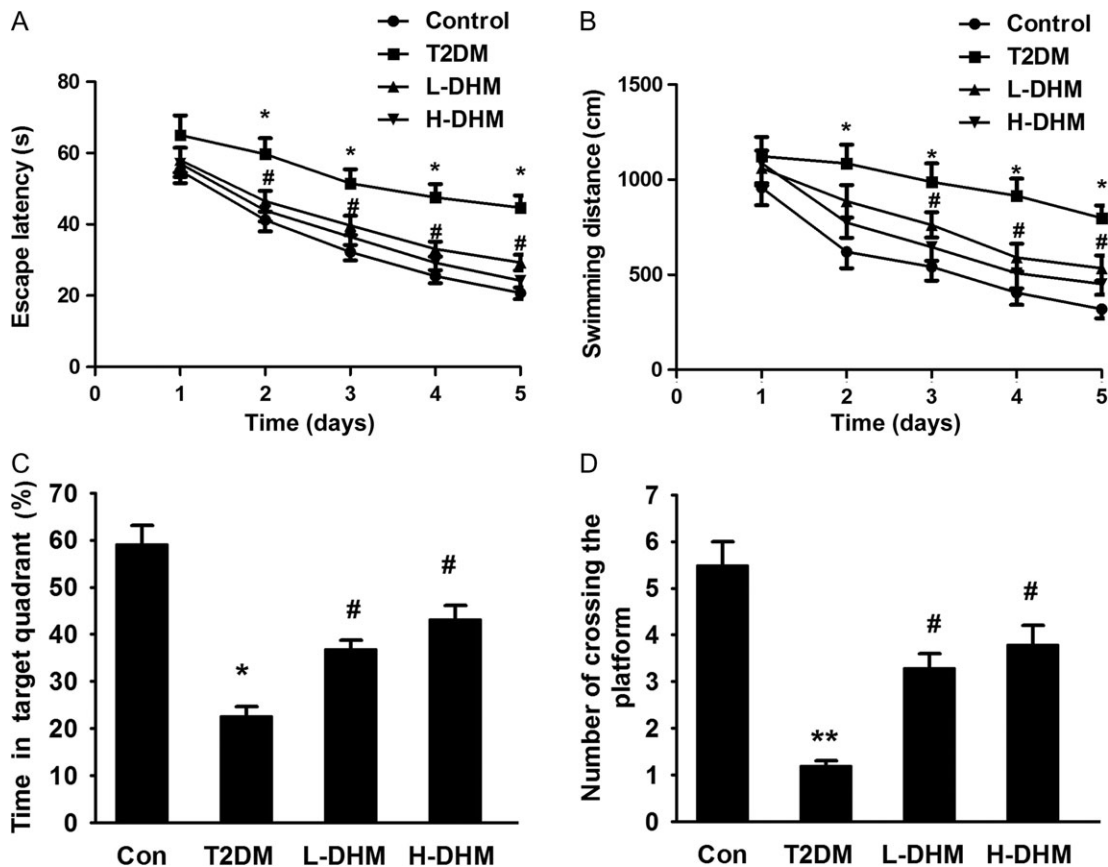 A
Control
T2DM
L-DHM
H-DHM
Escape latency (s)
80
60
40
20
0
* * * *
# # # #
0 1 2 3 4 5
Time (days)
B
Control
T2DM
L-DHM
H-DHM
Swimming distance (cm)
1500
1000
500
0
* * * *
# # #
0 1 2 3 4 5
Time (days)
C
Time in target quadrant (%)
70
60
50
40
30
20
10
0
* # #
Con T2DM L-DHM H-DHM
D
Number of crossing the
platform
7
6
5
4
3
2
1
0
** # #
Con T2DM L-DHM H-DHM